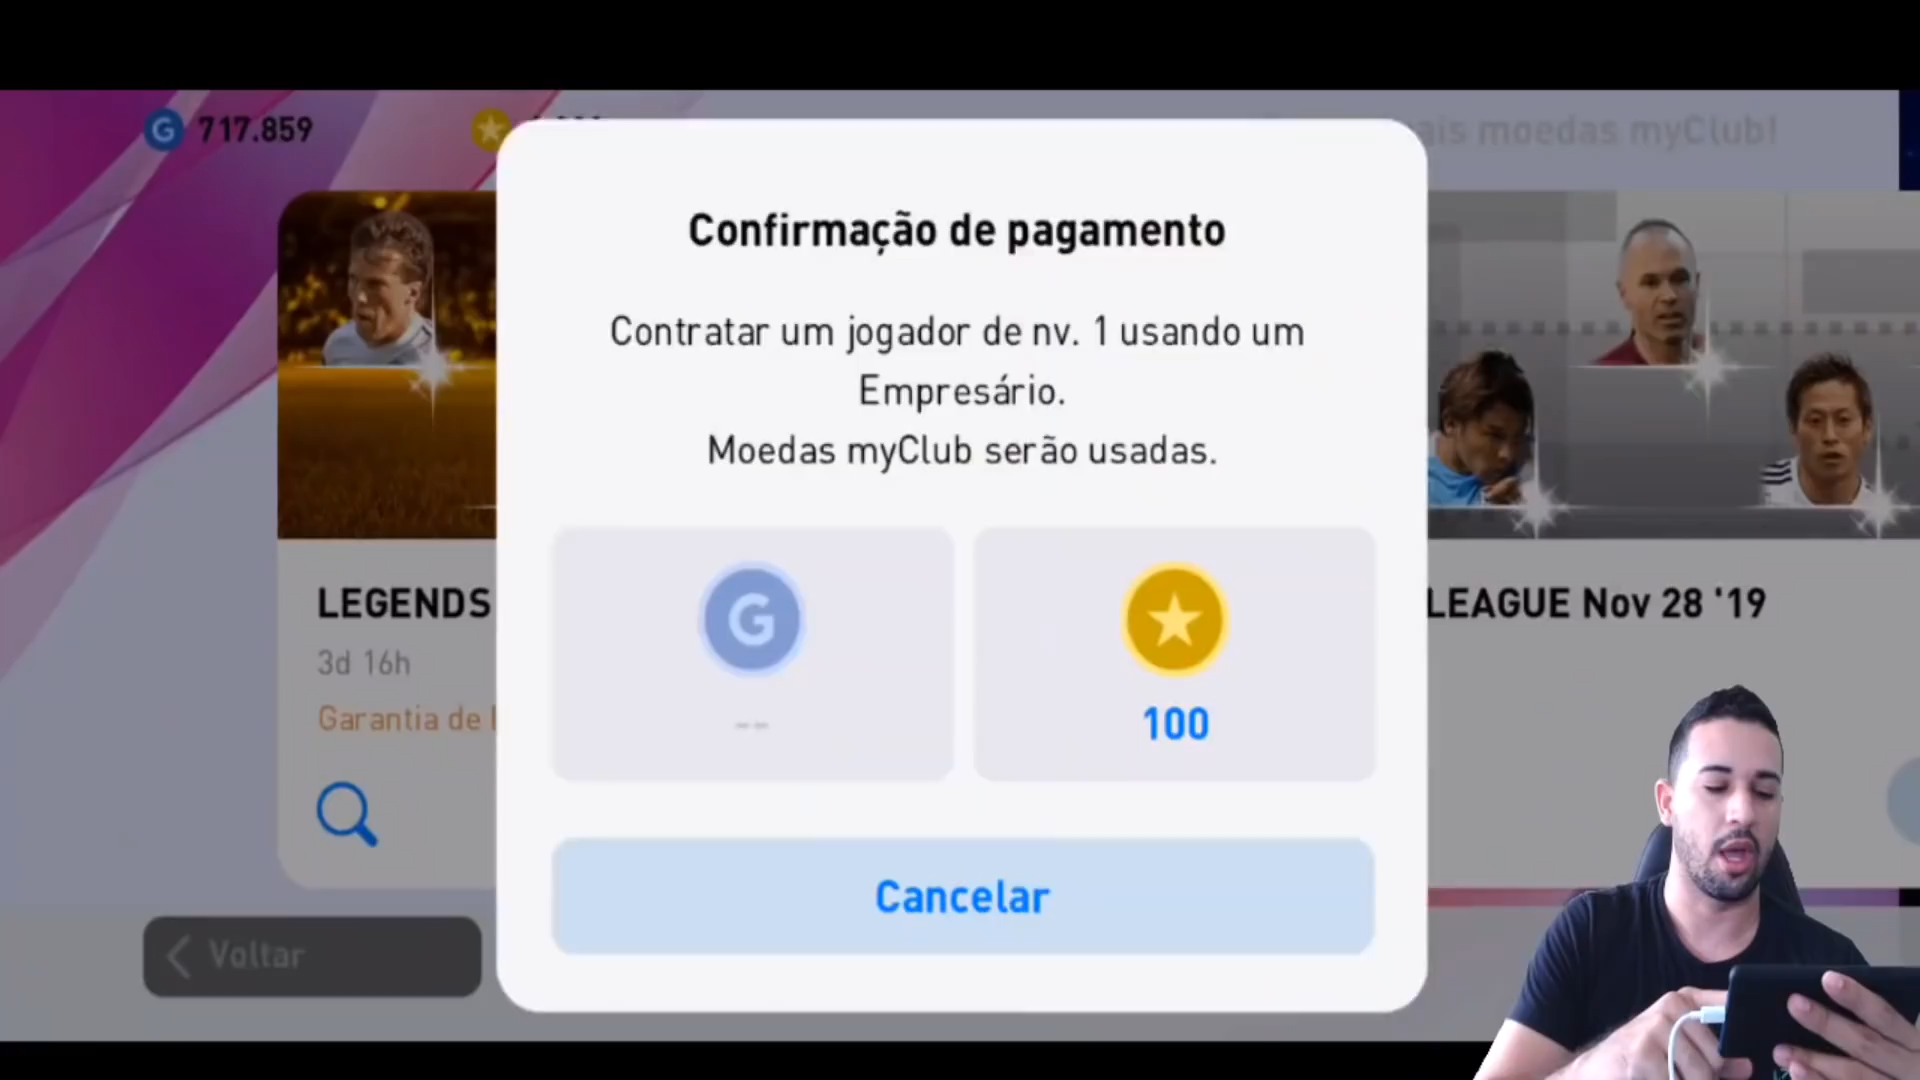 717.859
ais moedas myClub!
Confirmação de pagamento
Contratar um jogador de nv. 1 usando um
Empresário.
Moedas myClub serão usadas.
G
--
100
Cancelar
LEGENDS
3d 16h
Garantia de
LEAGUE Nov 28 '19
Voltar